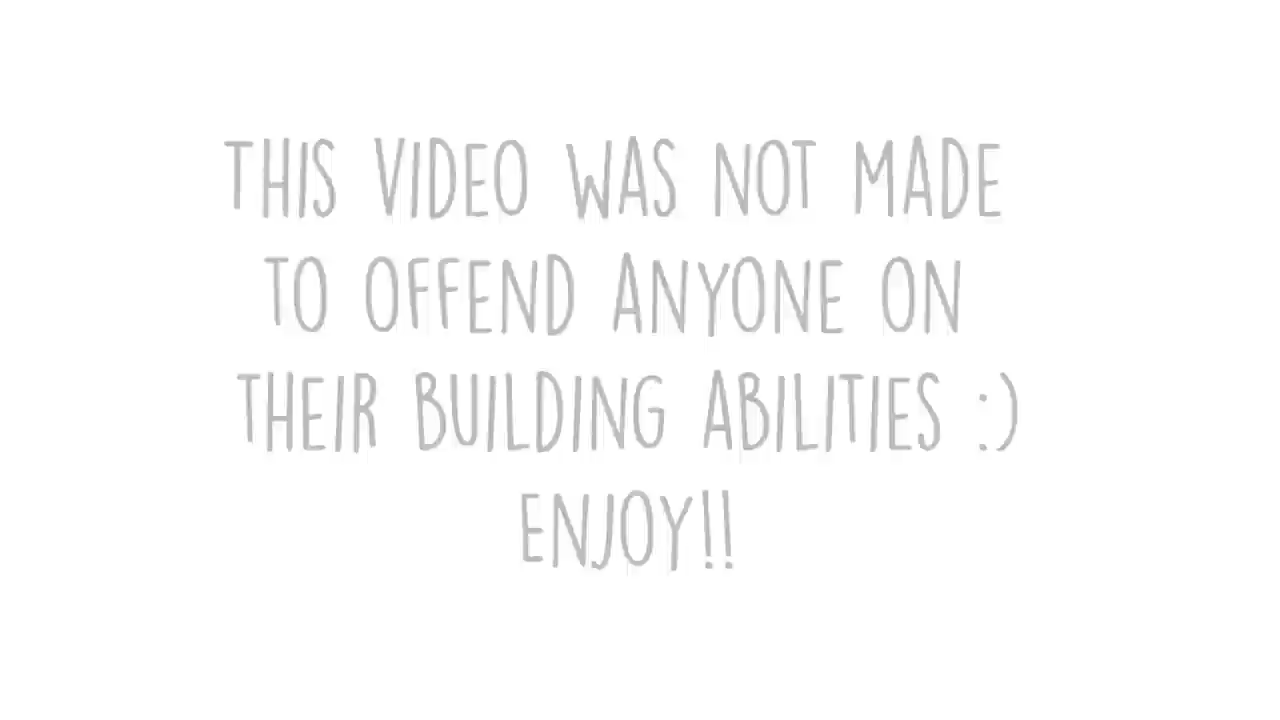 THIS VIDEO WAS NOT MADE
TO OFFEND ANYONE ON
THEIR BUILDING ABILITIES :)
ENJOY!!